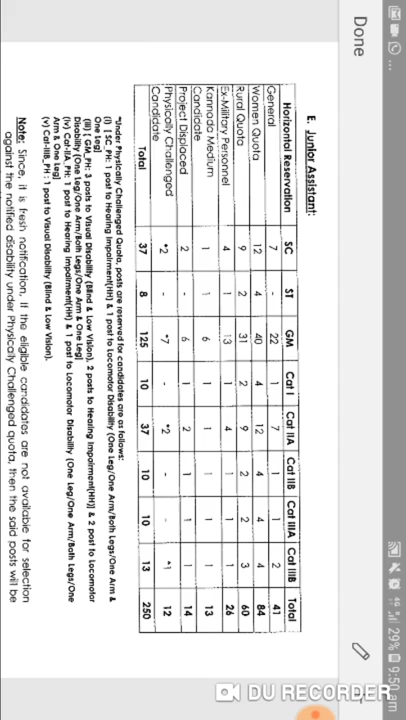 Done
4G 29% 9:50 am
E. Junior Assistant:
Horizontal Reservation SC ST GM Cat I Cat IIA Cat IIB Cat IIIA Cat IIIB Total
General 7 - 22 1 7 1 1 2 41
Women Quota 12 4 40 4 12 4 4 4 84
Rural Quota 9 2 31 2 9 2 2 3 60
Ex-Military Personnel 4 1 13 1 4 1 1 1 26
Kannada Medium Candidate 1 1 6 1 1 1 1 1 13
Project Displaced 2 - 6 1 2 1 1 1 14
Physically Challenged Candidate *2 - *7 - *2 - - *1 12
Total 37 8 125 10 37 10 10 13 250
*Under Physically Challenged Quota, posts are reserved for candidates are as follows:
(i) [ SC_PH: 1 post to Hearing Impairment(HH) & 1 post to Locomotor Disability (One Leg/One Arm/Both Legs/One Arm &
One Leg]
(iii) [ GM_PH: 3 posts to Visual Disability (Blind & Low Vision), 2 posts to Hearing Impairment(HH)] & 2 post to Locomotor
Disability [One Leg/One Arm/Both Legs/One Arm & One Leg]
(iv) Cat-IIA_PH: 1 post to Hearing Impairment(HH) & 1 post to Locomotor Disability (One Leg/One Arm/Both Legs/One
Arm & One Leg]
(v) Cat-IIIB_PH : 1 post to Visual Disability (Blind & Low Vision).
Note: Since, it is fresh notification, if the eligible candidates are not available for selection
against the notified disability under Physically Challenged quota, then the said posts will be
DU RECORDER